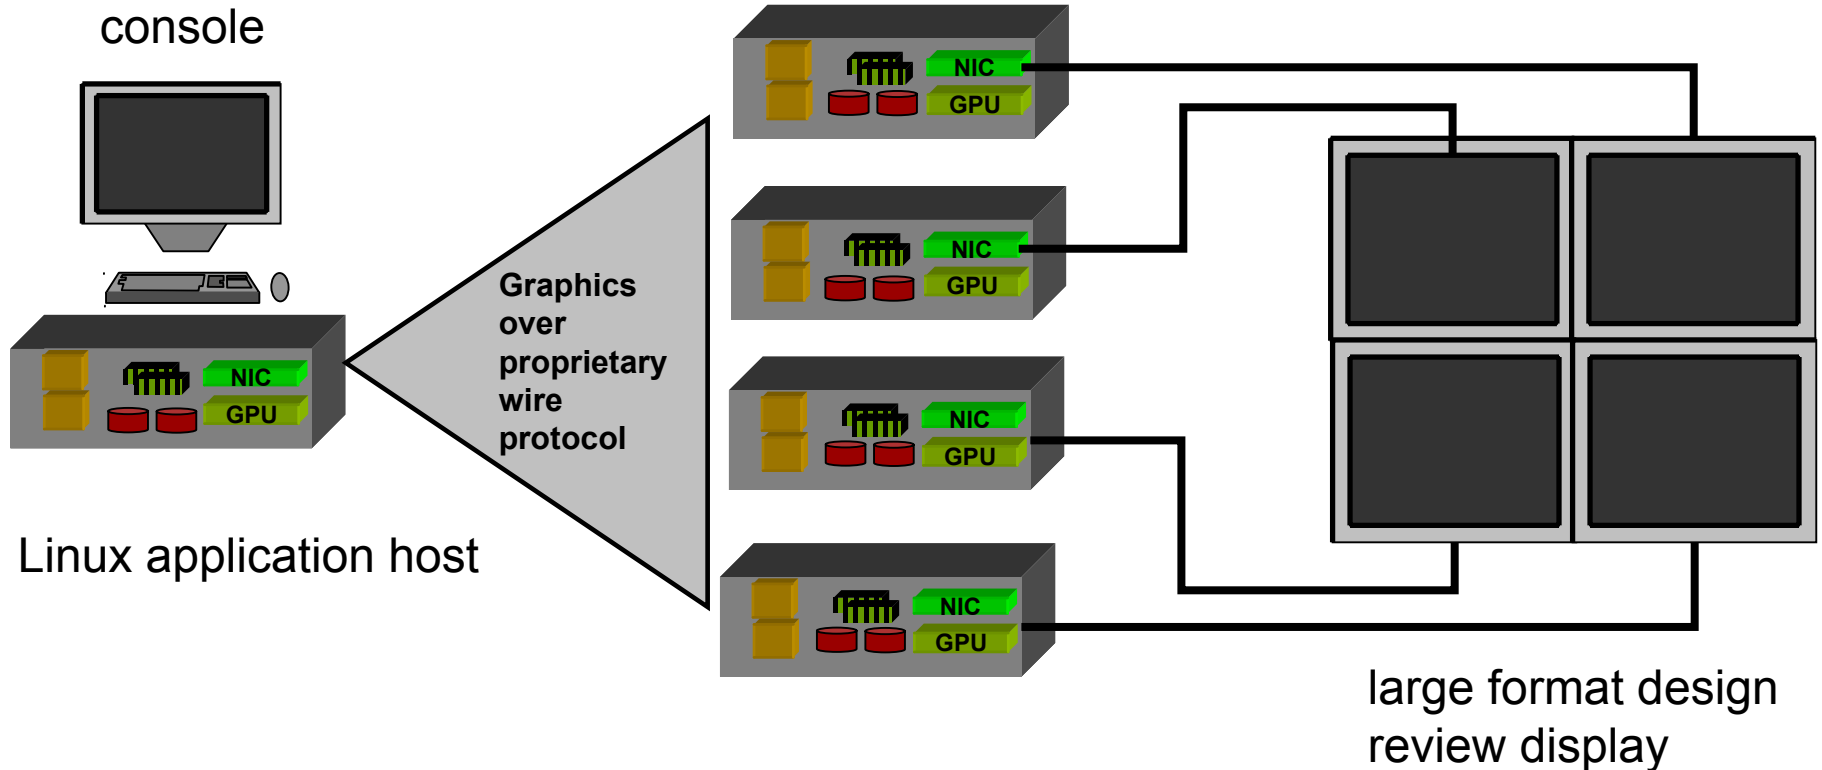 console
NIC
GPU
Linux application host
Graphics
over
proprietary
wire
protocol
NIC
GPU
NIC
GPU
NIC
GPU
NIC
GPU
large format design
review display